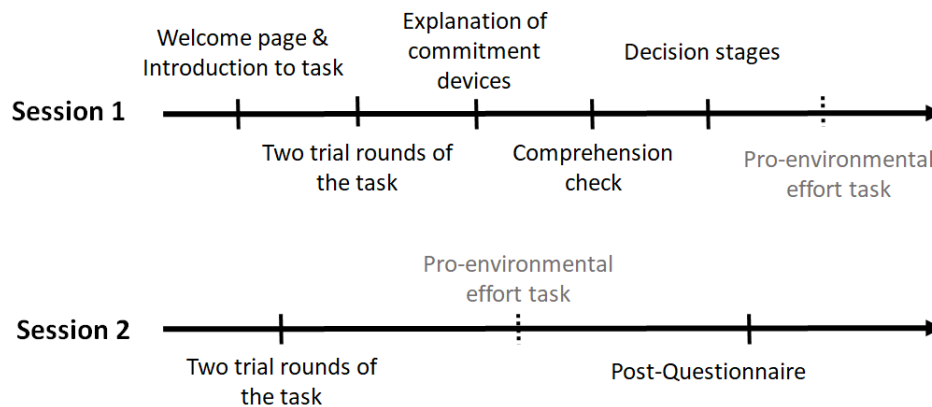 Welcome page &
Introduction to task
Explanation of
commitment
devices
Decision stages
Session 1
Two trial rounds of
the task
Comprehension
check
Pro-environmental
effort task
Pro-environmental
effort task
Session 2
Two trial rounds of
the task
Post-Questionnaire